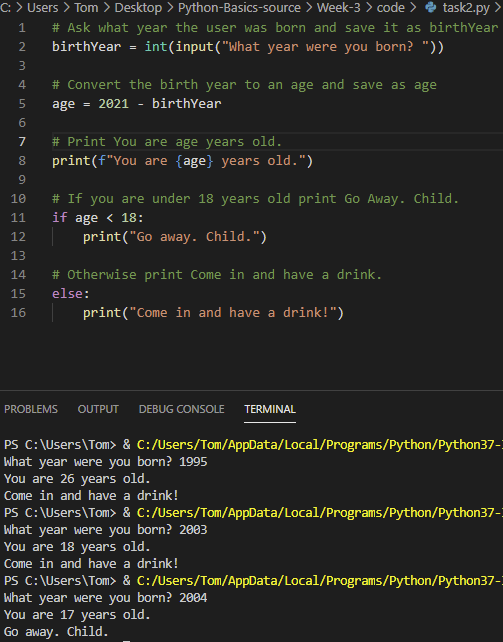 C: > Users > Tom > Desktop > Python-Basics-source > Week-3 > code > task2.py >
1 # Ask what year the user was born and save it as birthYear
2 birthYear = int(input("What year were you born? "))
3
4 # Convert the birth year to an age and save as age
5 age = 2021 - birthYear
6
7 # Print You are age years old.
8 print(f"You are {age} years old.")
9
10 # If you are under 18 years old print Go Away. Child.
11 if age < 18:
12     print("Go away. Child.")
13
14 # Otherwise print Come in and have a drink.
15 else:
16     print("Come in and have a drink!")
PROBLEMS OUTPUT DEBUG CONSOLE TERMINAL
PS C:\Users\Tom> & C:/Users/Tom/AppData/Local/Programs/Python/Python37-
What year were you born? 1995
You are 26 years old.
Come in and have a drink!
PS C:\Users\Tom> & C:/Users/Tom/AppData/Local/Programs/Python/Python37-
What year were you born? 2003
You are 18 years old.
Come in and have a drink!
PS C:\Users\Tom> & C:/Users/Tom/AppData/Local/Programs/Python/Python37-
What year were you born? 2004
You are 17 years old.
Go away. Child.